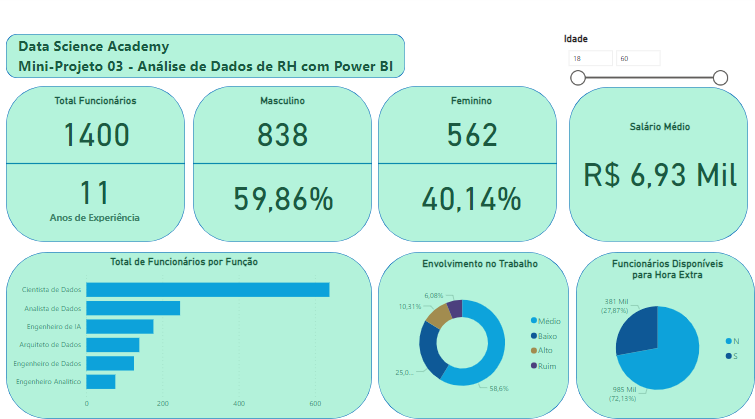 Data Science Academy
Mini-Projeto 03 - Análise de Dados de RH com Power BI
Idade
18
60
Total Funcionários
1400
11
Anos de Experiência
Masculino
838
59,86%
Feminino
562
40,14%
Salário Médio
R$ 6,93 Mil
Total de Funcionários por Função
Cientista de Dados
Analista de Dados
Engenheiro de IA
Arquiteto de Dados
Engenheiro de Dados
Engenheiro Analítico
0
200
400
600
Envolvimento no Trabalho
6,08%
10,31%
25,0...
58,6%
Médio
Baixo
Alto
Ruim
Funcionários Disponíveis
para Hora Extra
381 Mil
(27,87%)
985 Mil
(72,13%)
N
S